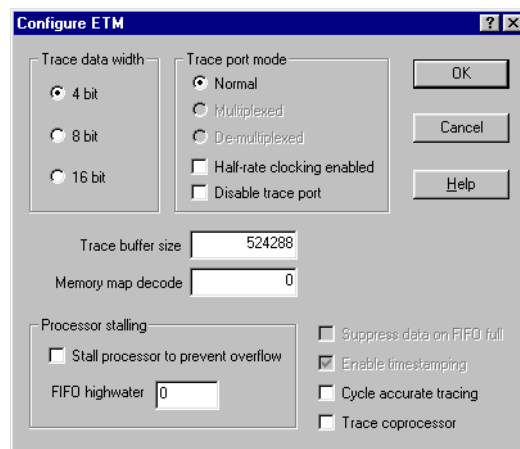 Configure ETM
Trace data width
4 bit
8 bit
16 bit
Trace port mode
Normal
Multiplexed
De-multiplexed
Half-rate clocking enabled
Disable trace port
OK
Cancel
Help
Trace buffer size 524288
Memory map decode 0
Processor stalling
Stall processor to prevent overflow
FIFO highwater 0
Suppress data on FIFO full
Enable timestamping
Cycle accurate tracing
Trace coprocessor